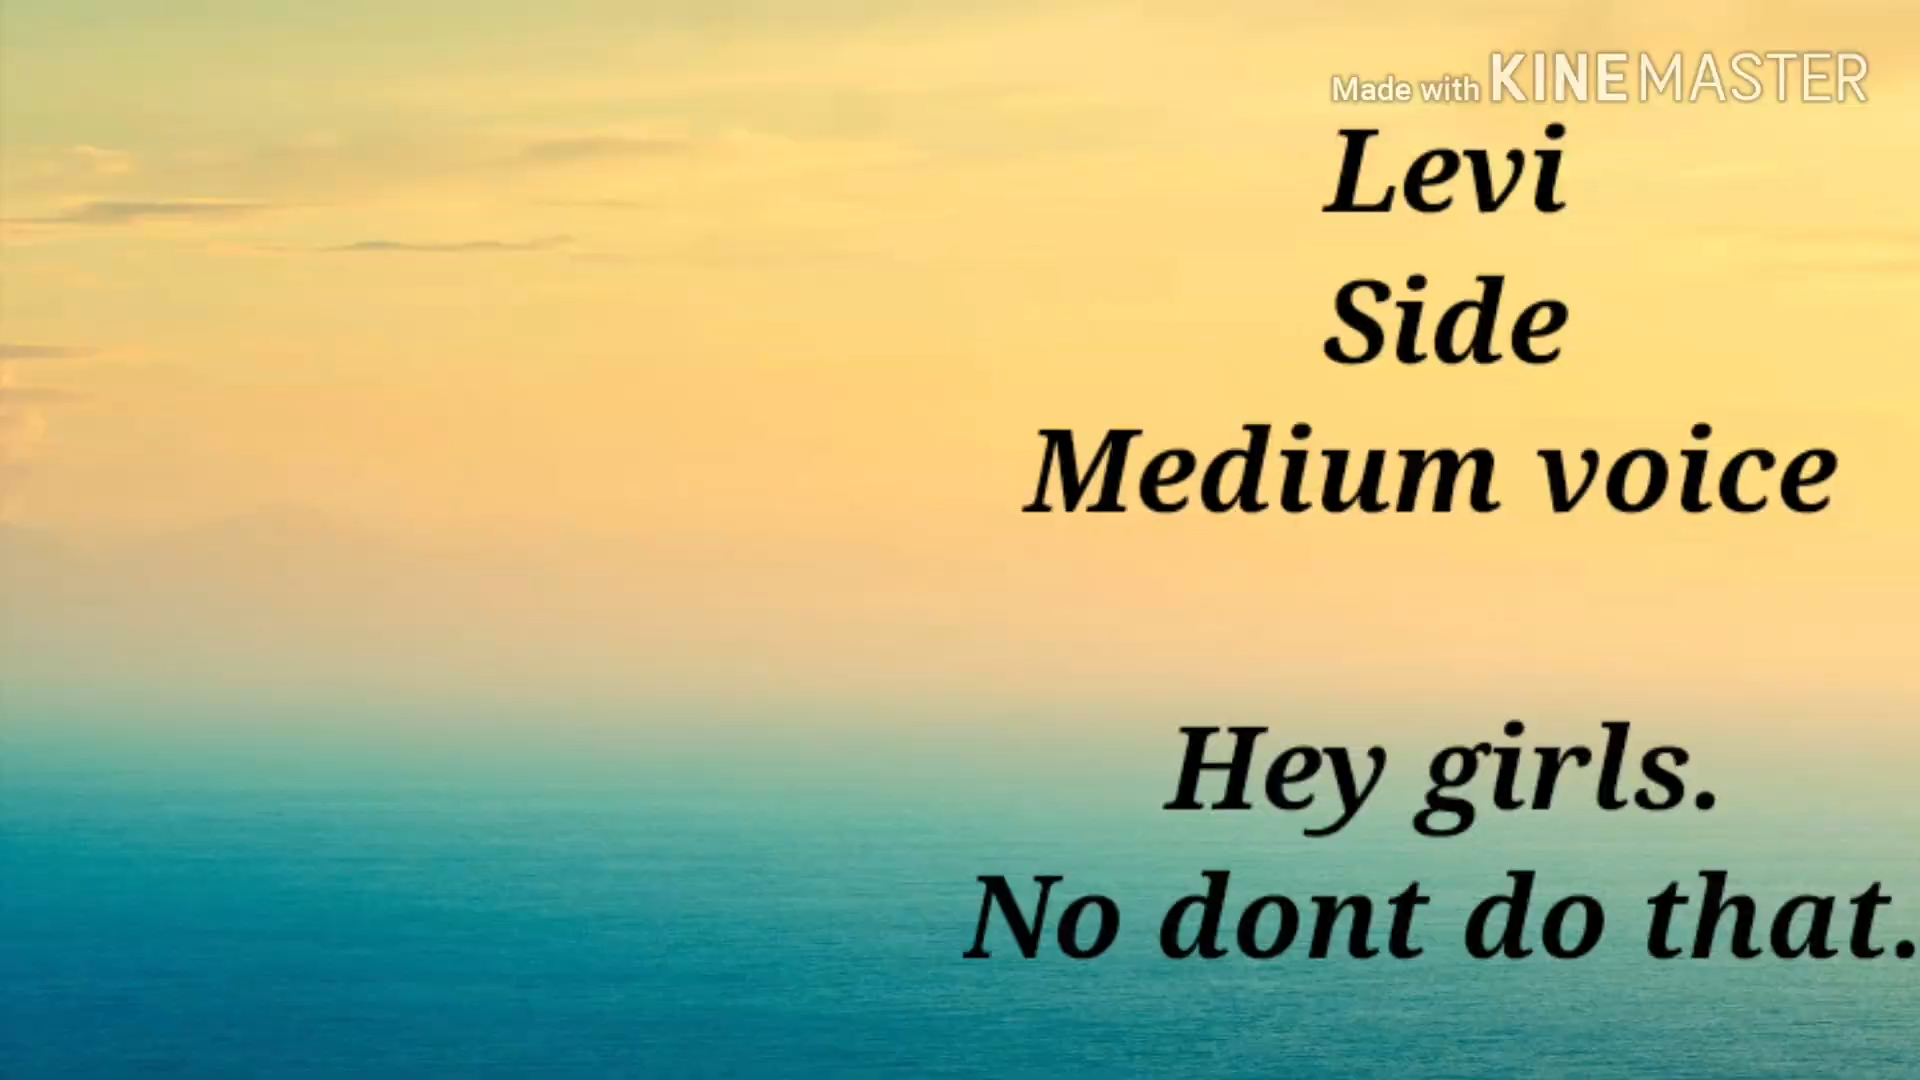 Made with KINEMASTER
Levi
Side
Medium voice
Hey girls.
No dont do that.